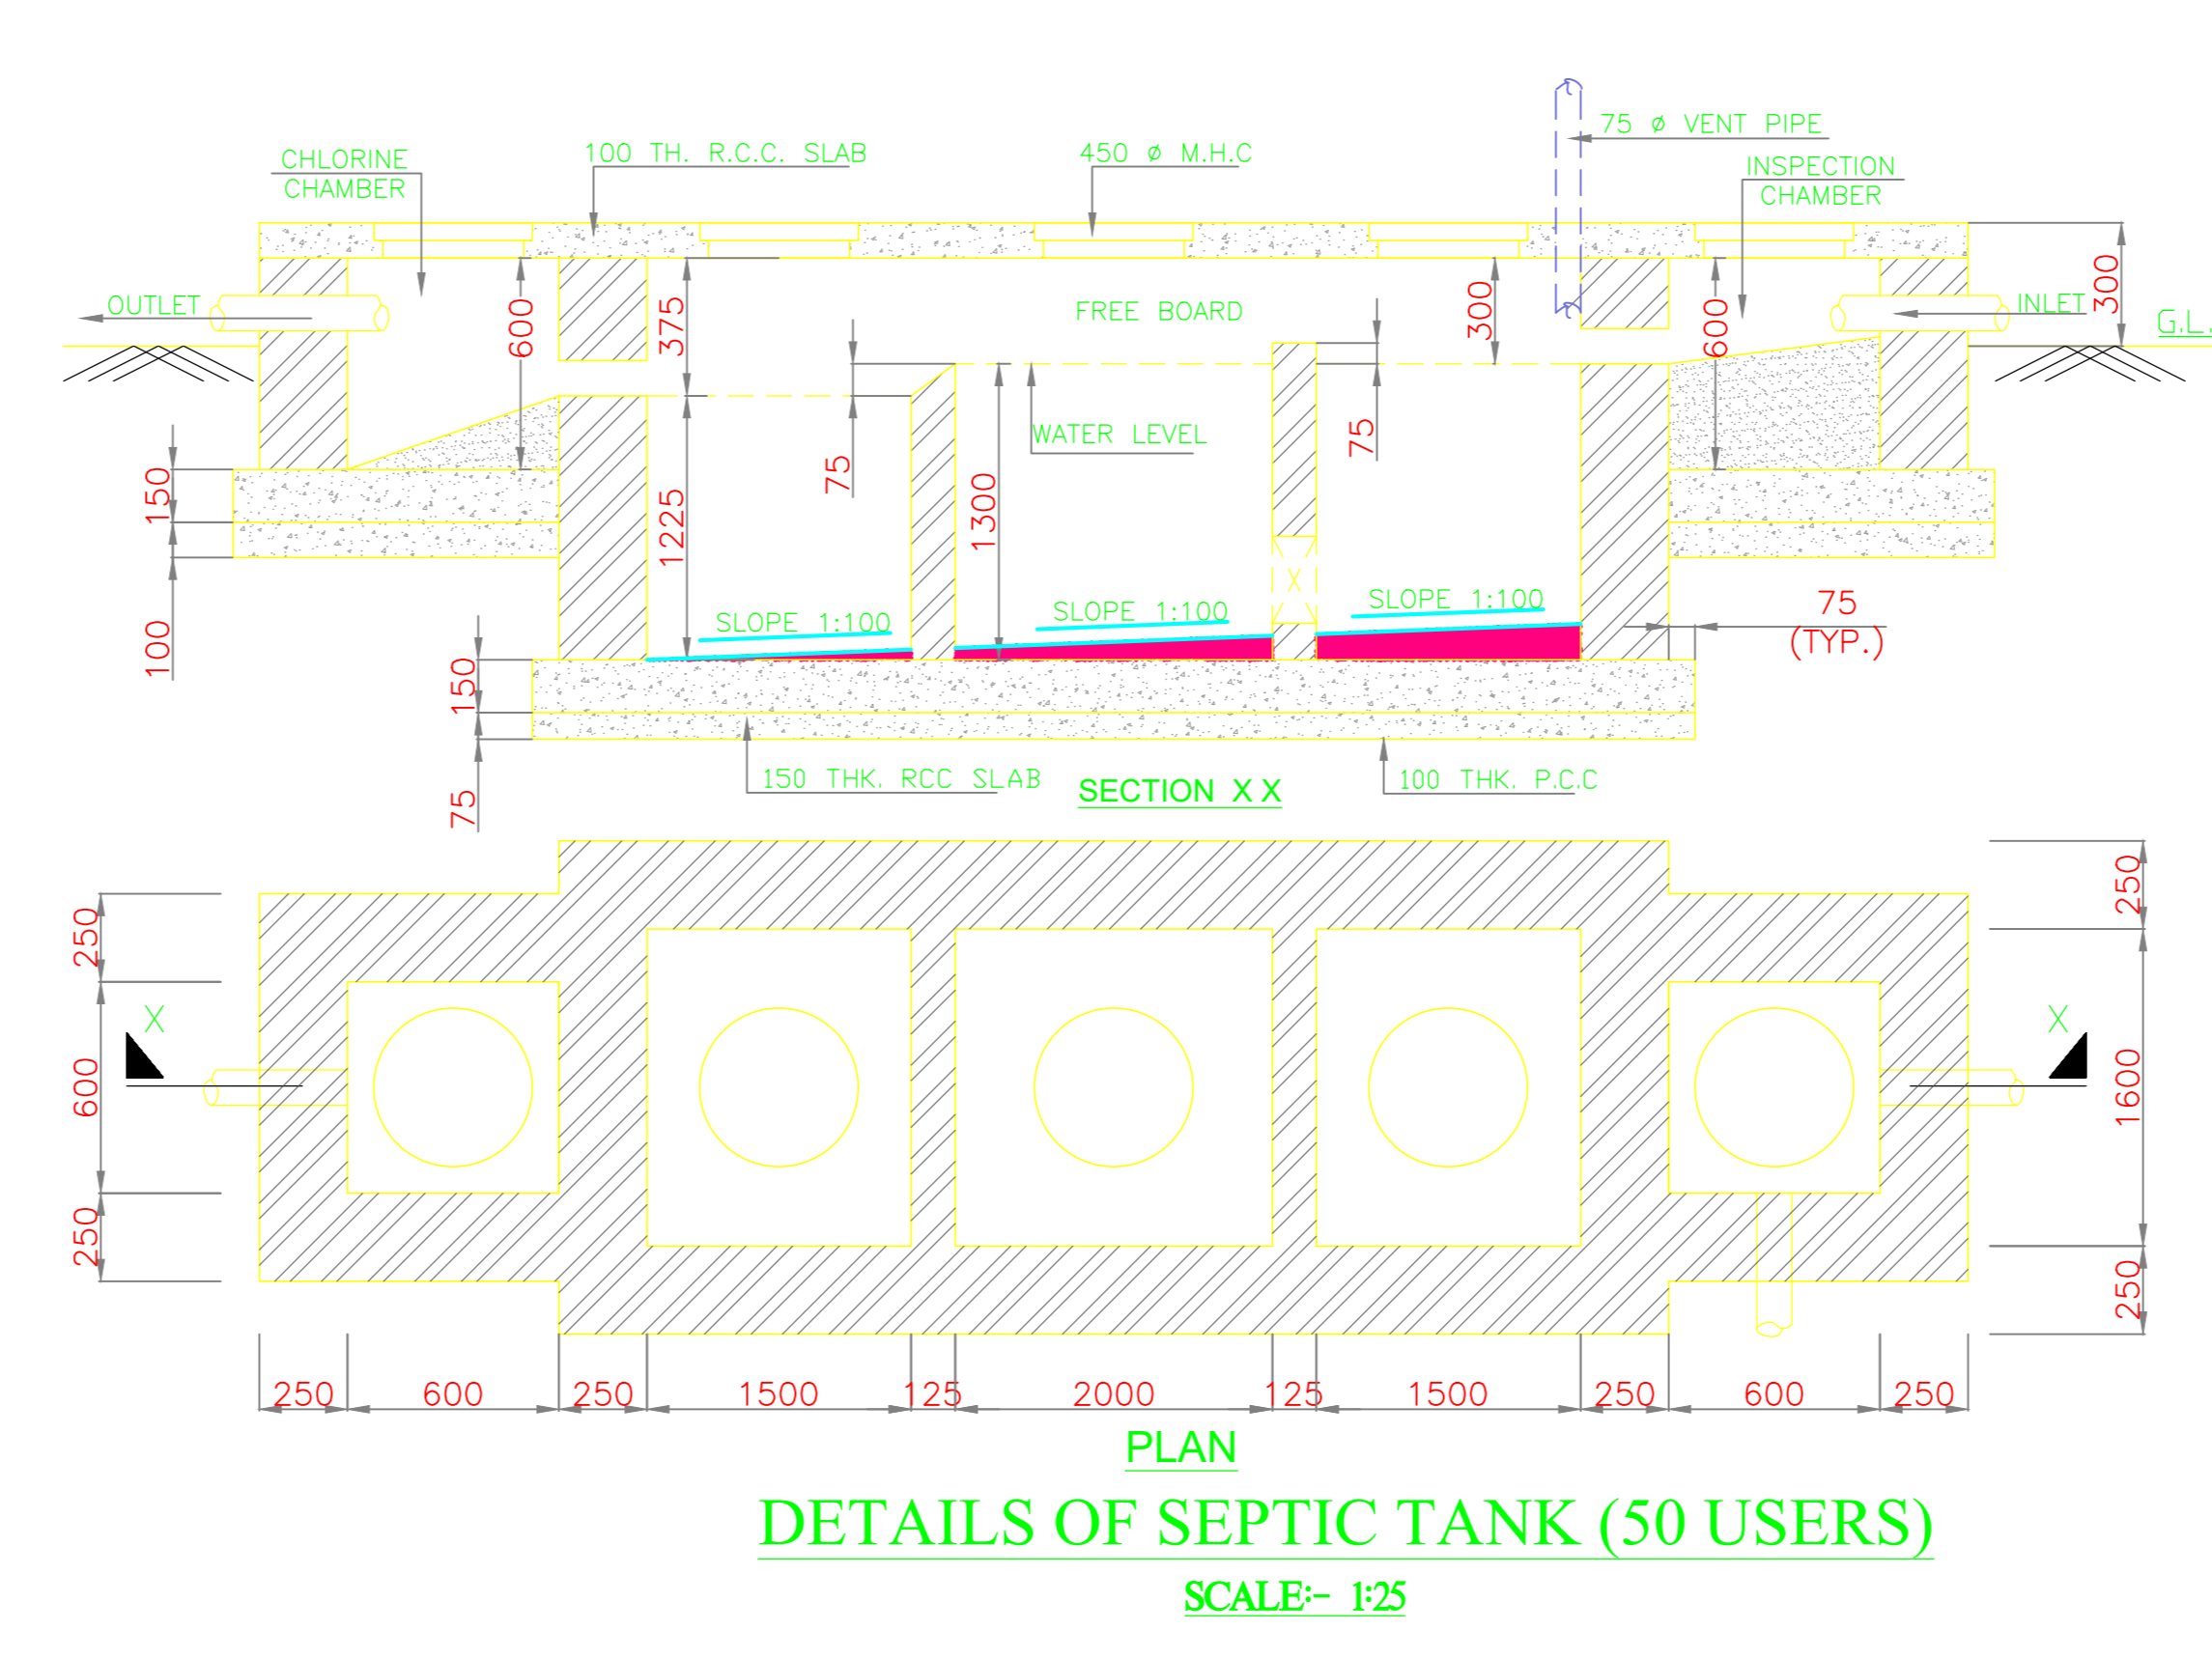 75 ø VENT PIPE
CHLORINE
CHAMBER
100 TH. R.C.C. SLAB
450 ø M.H.C
INSPECTION
CHAMBER
OUTLET
600
375
FREE BOARD
300
600
INLET
300
G.L.
WATER LEVEL
75
75
150
1225
1300
100
SLOPE 1:100
SLOPE 1:100
SLOPE 1:100
75
(TYP.)
150
75
150 THK. RCC SLAB
SECTION X X
100 THK. P.C.C
250
250
X
X
600
1600
250
250
250
600
250
1500
125
2000
125
1500
250
600
250
PLAN
DETAILS OF SEPTIC TANK (50 USERS)
SCALE:- 1:25